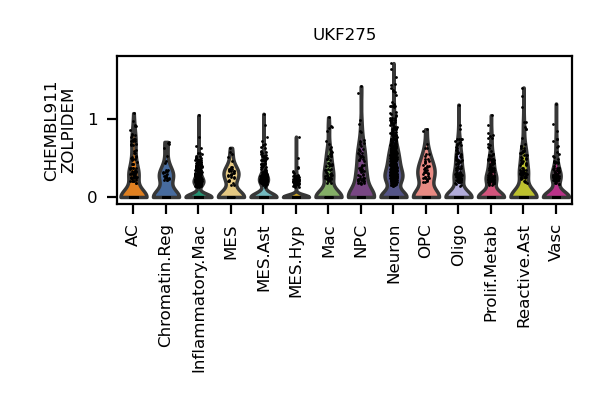 UKF275
CHEMBL911
ZOLPIDEM
1
0
AC
Chromatin.Reg
Inflammatory.Mac
MES
MES.Ast
MES.Hyp
Mac
NPC
Neuron
OPC
Oligo
Prolif.Metab
Reactive.Ast
Vasc